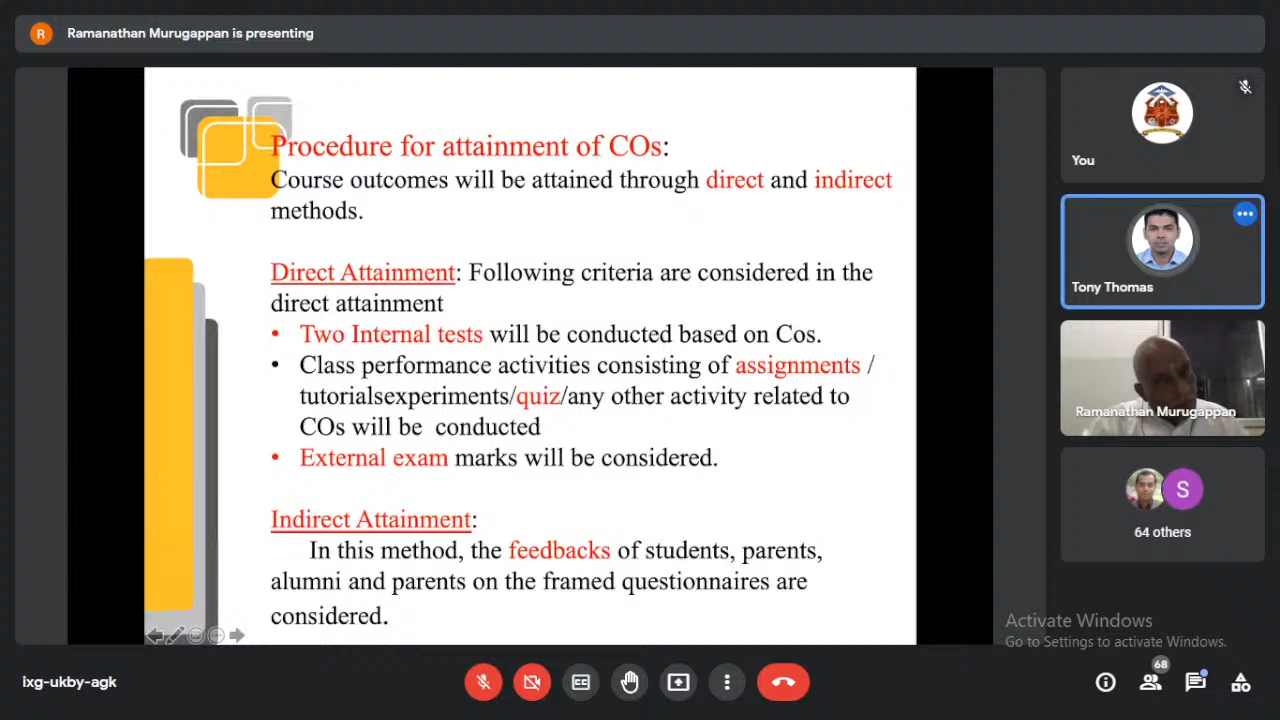 R Ramanathan Murugappan is presenting
Procedure for attainment of COs:
Course outcomes will be attained through direct and indirect
methods.
Direct Attainment: Following criteria are considered in the
direct attainment
• Two Internal tests will be conducted based on Cos.
• Class performance activities consisting of assignments /
tutorialsexperiments/quiz/any other activity related to
COs will be conducted
• External exam marks will be considered.
Indirect Attainment:
In this method, the feedbacks of students, parents,
alumni and parents on the framed questionnaires are
considered.
You
Tony Thomas
Ramanathan Murugappan
S
64 others
Activate Windows
Go to Settings to activate Windows.
ixg-ukby-agk
68